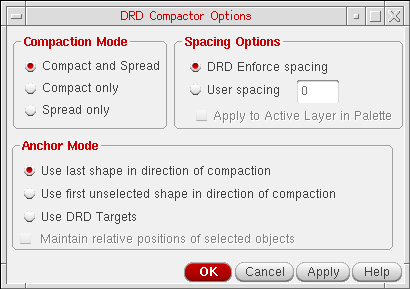 DRD Compactor Options
Compaction Mode
Compact and Spread
Compact only
Spread only
Spacing Options
DRD Enforce spacing
User spacing 0
Apply to Active Layer in Palette
Anchor Mode
Use last shape in direction of compaction
Use first unselected shape in direction of compaction
Use DRD Targets
Maintain relative positions of selected objects
OK Cancel Apply Help